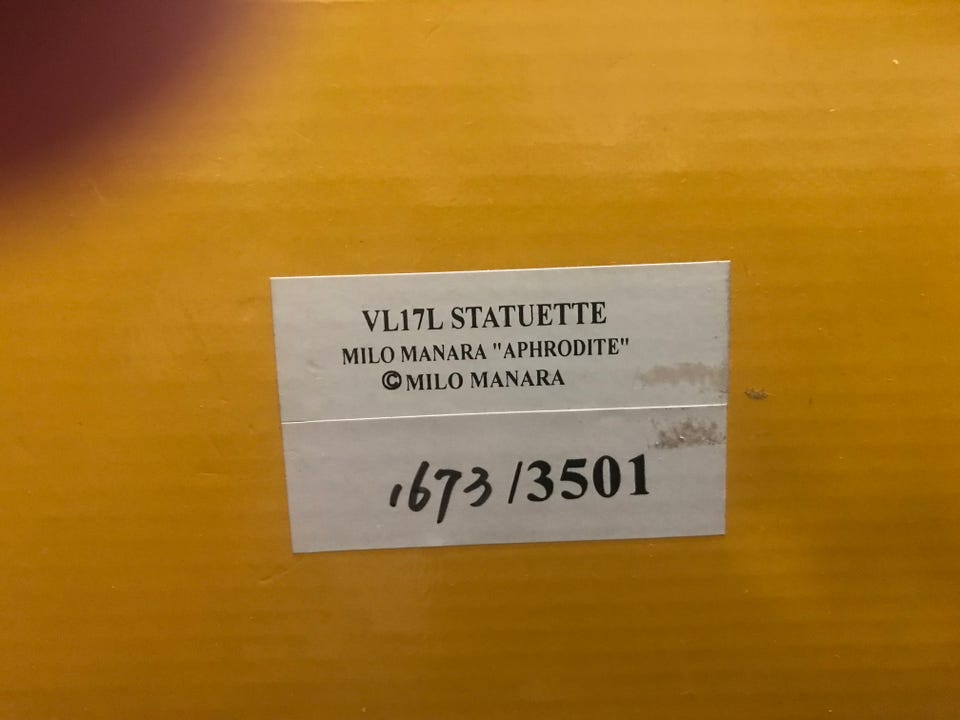 VL17L STATUETTE
MILO MANARA "APHRODITE"
©MILO MANARA
1673/3501